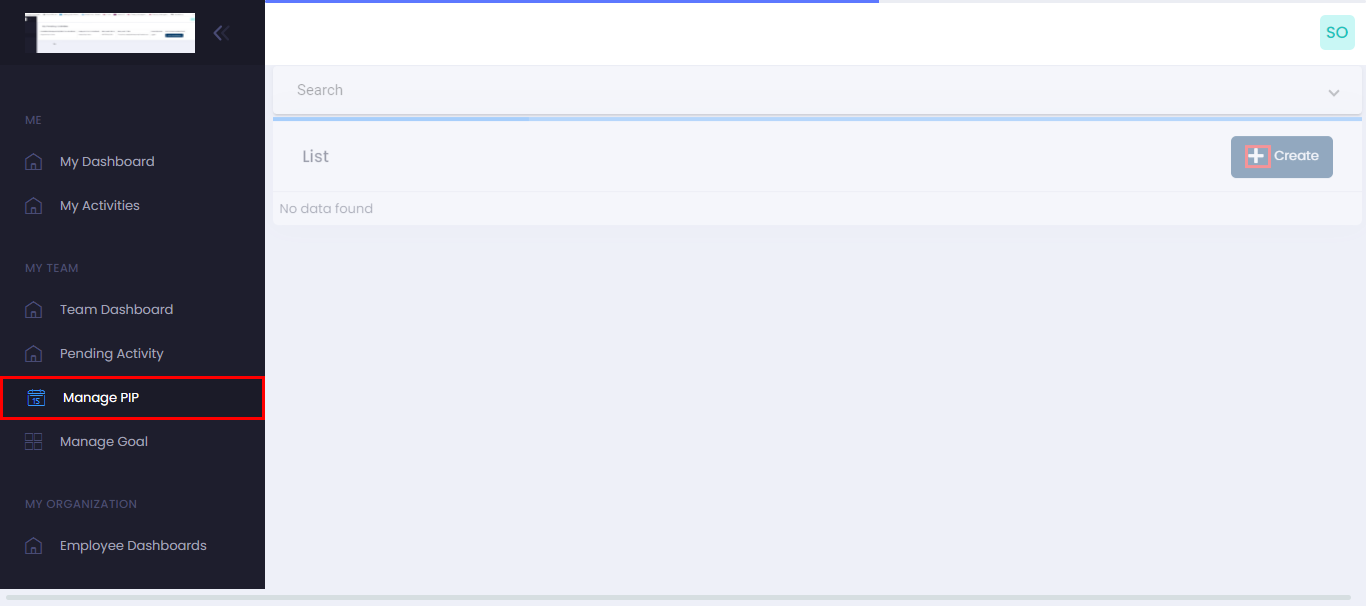 SO
ME
My Dashboard
My Activities
MY TEAM
Team Dashboard
Pending Activity
15
Manage PIP
Manage Goal
MY ORGANIZATION
Employee Dashboards
Search
List
Create
No data found